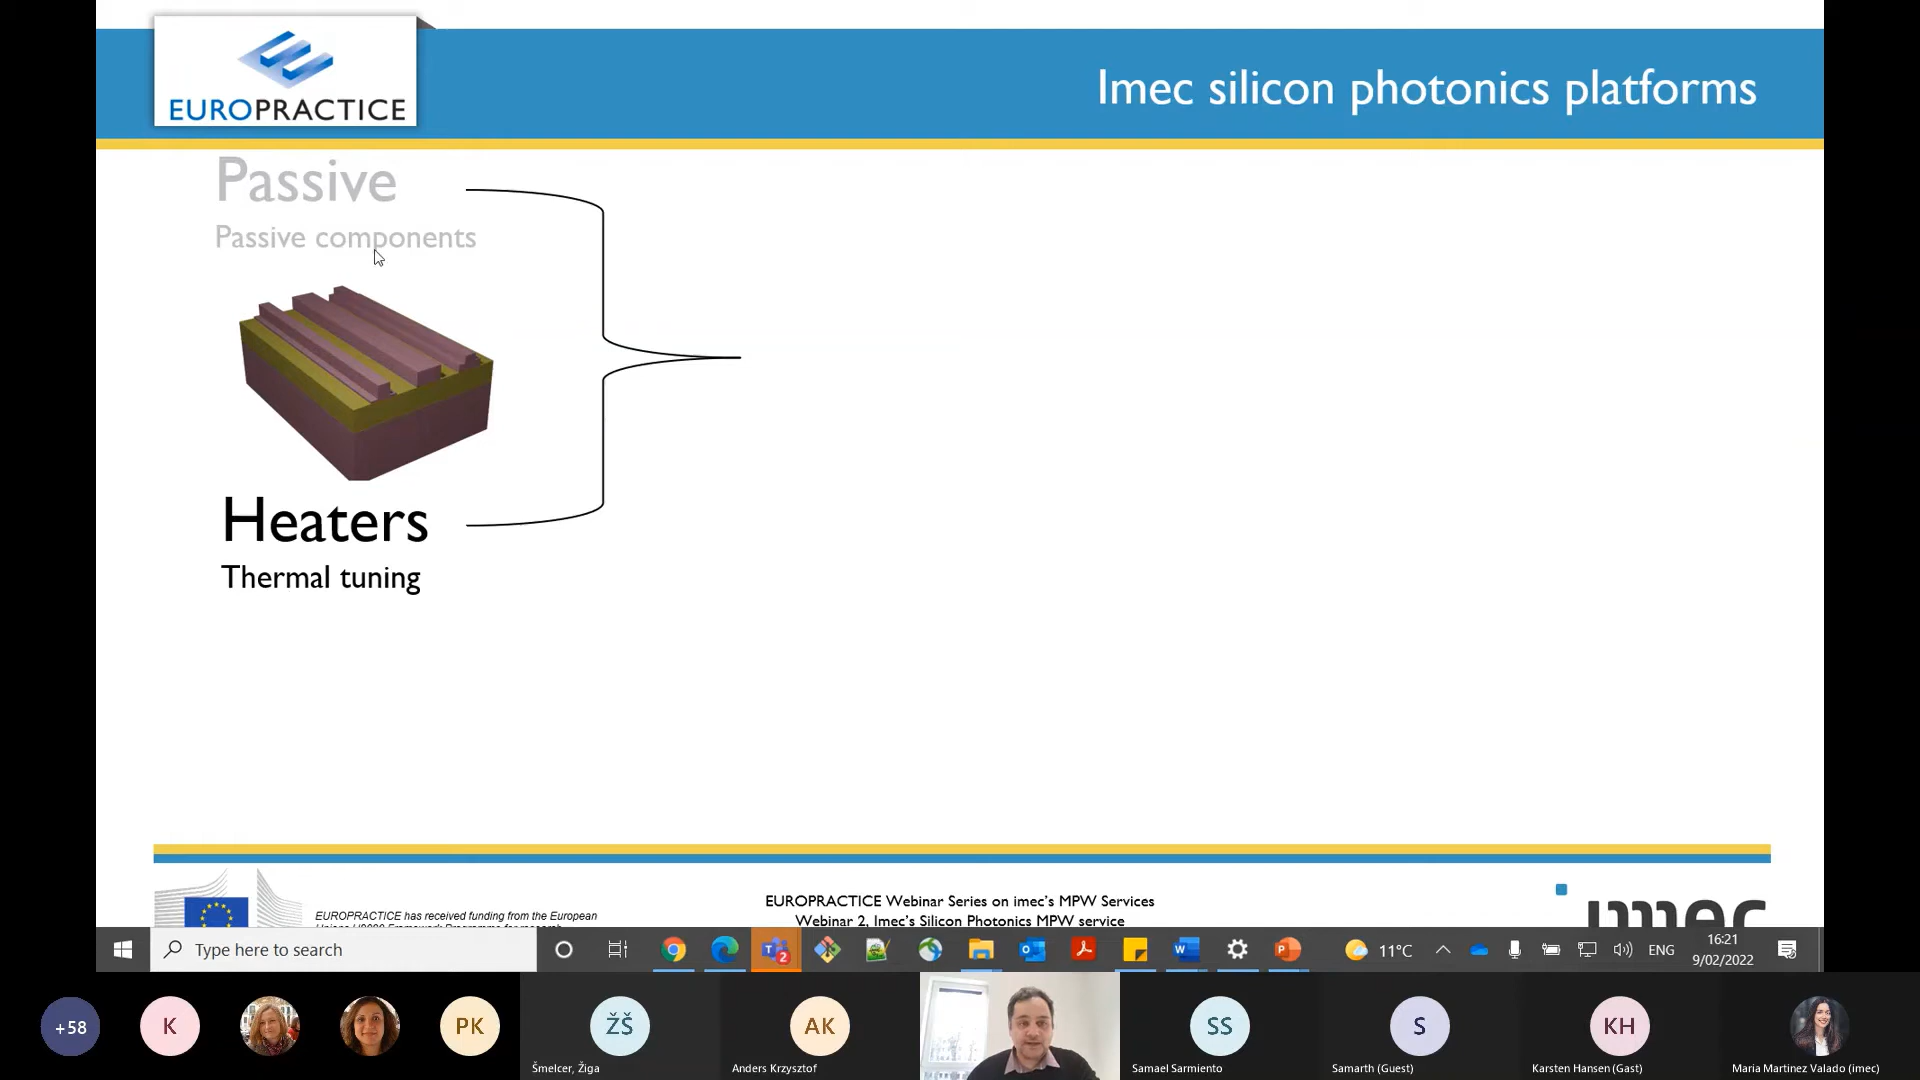 EUROPRACTICE
Imec silicon photonics platforms
Passive
Passive components
Heaters
Thermal tuning
EUROPRACTICE has received funding from the European
EUROPRACTICE Webinar Series on imec's MPW Services
Webinar 2, Imec's Silicon Photonics MPW service
imec
Type here to search
2
11°C
ENG
16:21
9/02/2022
+58
K
PK
ŽŠ
AK
SS
S
KH
Šmelcer, Žiga
Anders Krzysztof
Samael Sarmiento
Samarth (Guest)
Karsten Hansen (Gast)
Maria Martinez Valado (imec)